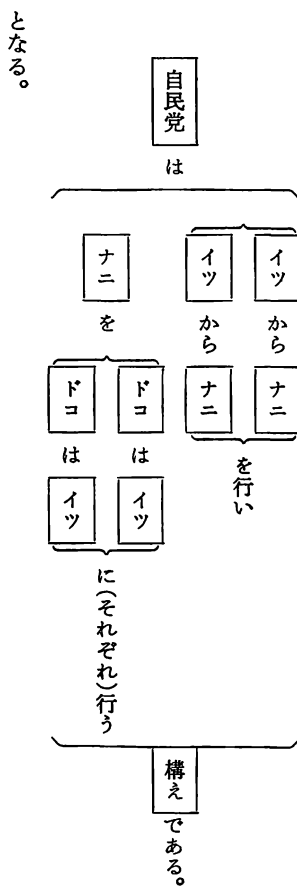 自民党は
イツからナニ
イツからナニ
を行い
ナニを
ドコはイツ
ドコはイツ
に(それぞれ)行う
構えである。
となる。